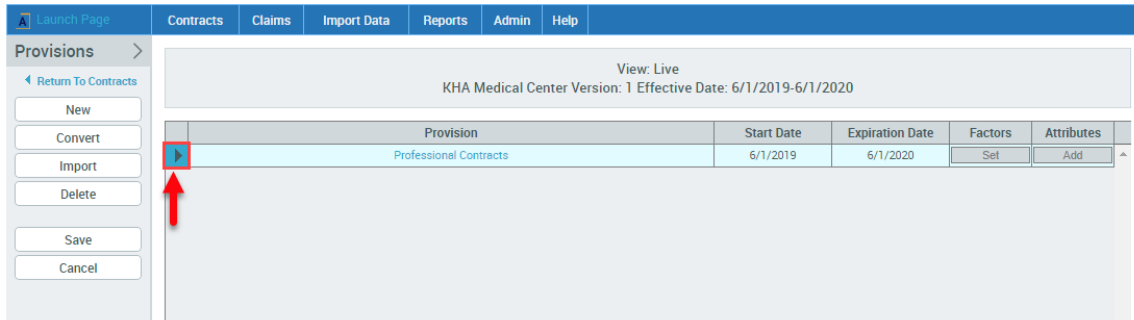 A Launch Page Contracts Claims Import Data Reports Admin Help
Provisions
Return To Contracts
New
Convert
Import
Delete
Save
Cancel
View: Live
KHA Medical Center Version: 1 Effective Date: 6/1/2019-6/1/2020
Provision Start Date Expiration Date Factors Attributes
Professional Contracts 6/1/2019 6/1/2020 Set Add